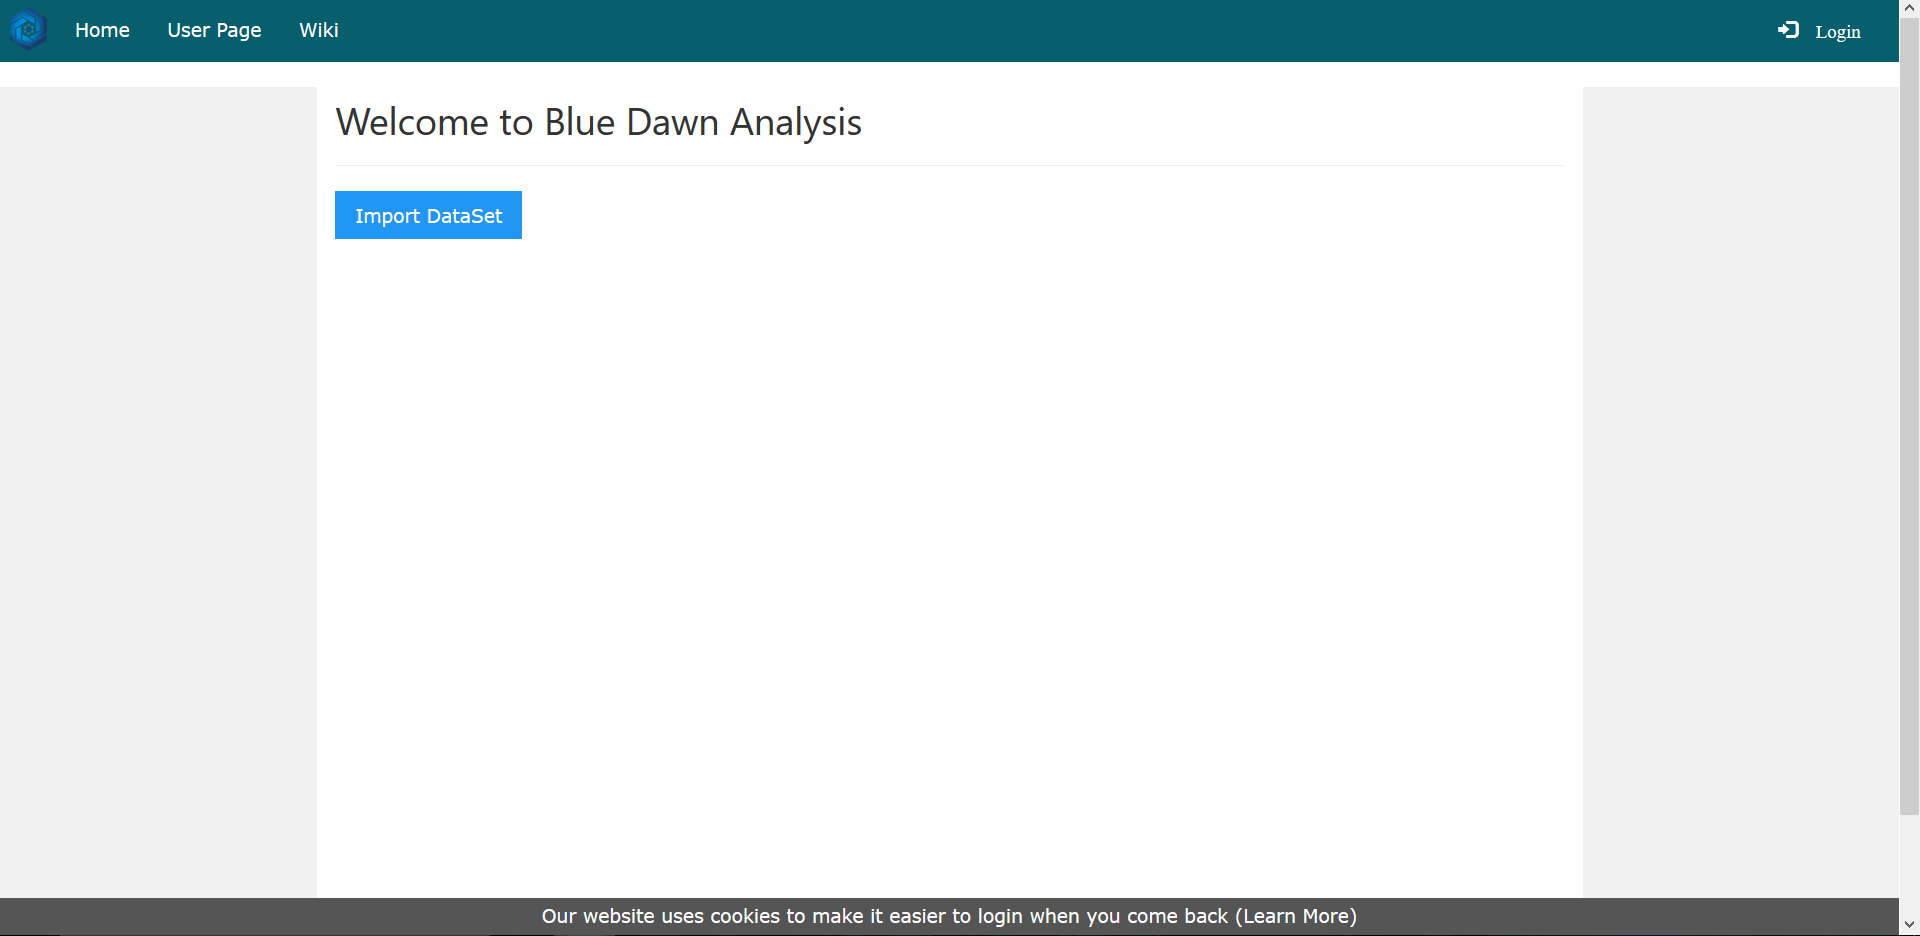 Home User Page Wiki Login
Welcome to Blue Dawn Analysis
Import DataSet
Our website uses cookies to make it easier to login when you come back (Learn More)